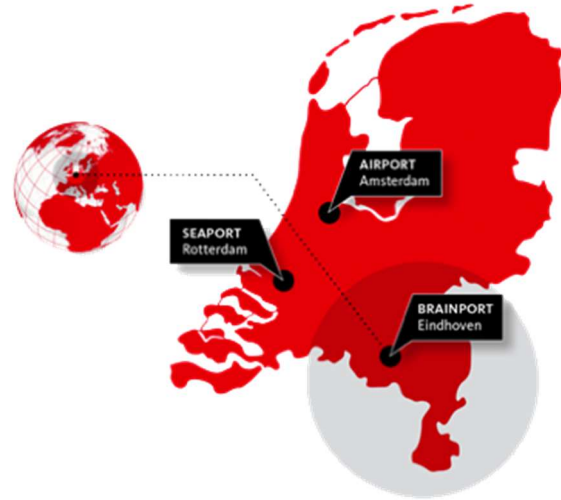 AIRPORT
Amsterdam
SEAPORT
Rotterdam
BRAINPORT
Eindhoven